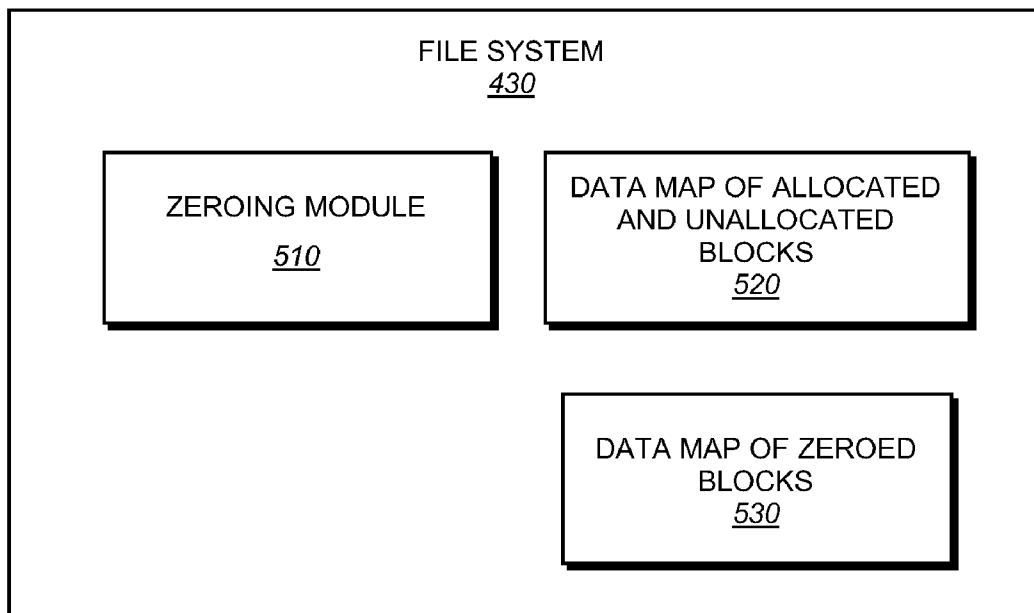 FILE SYSTEM
430
ZEROING MODULE
510
DATA MAP OF ALLOCATED
AND UNALLOCATED
BLOCKS
520
DATA MAP OF ZEROED
BLOCKS
530